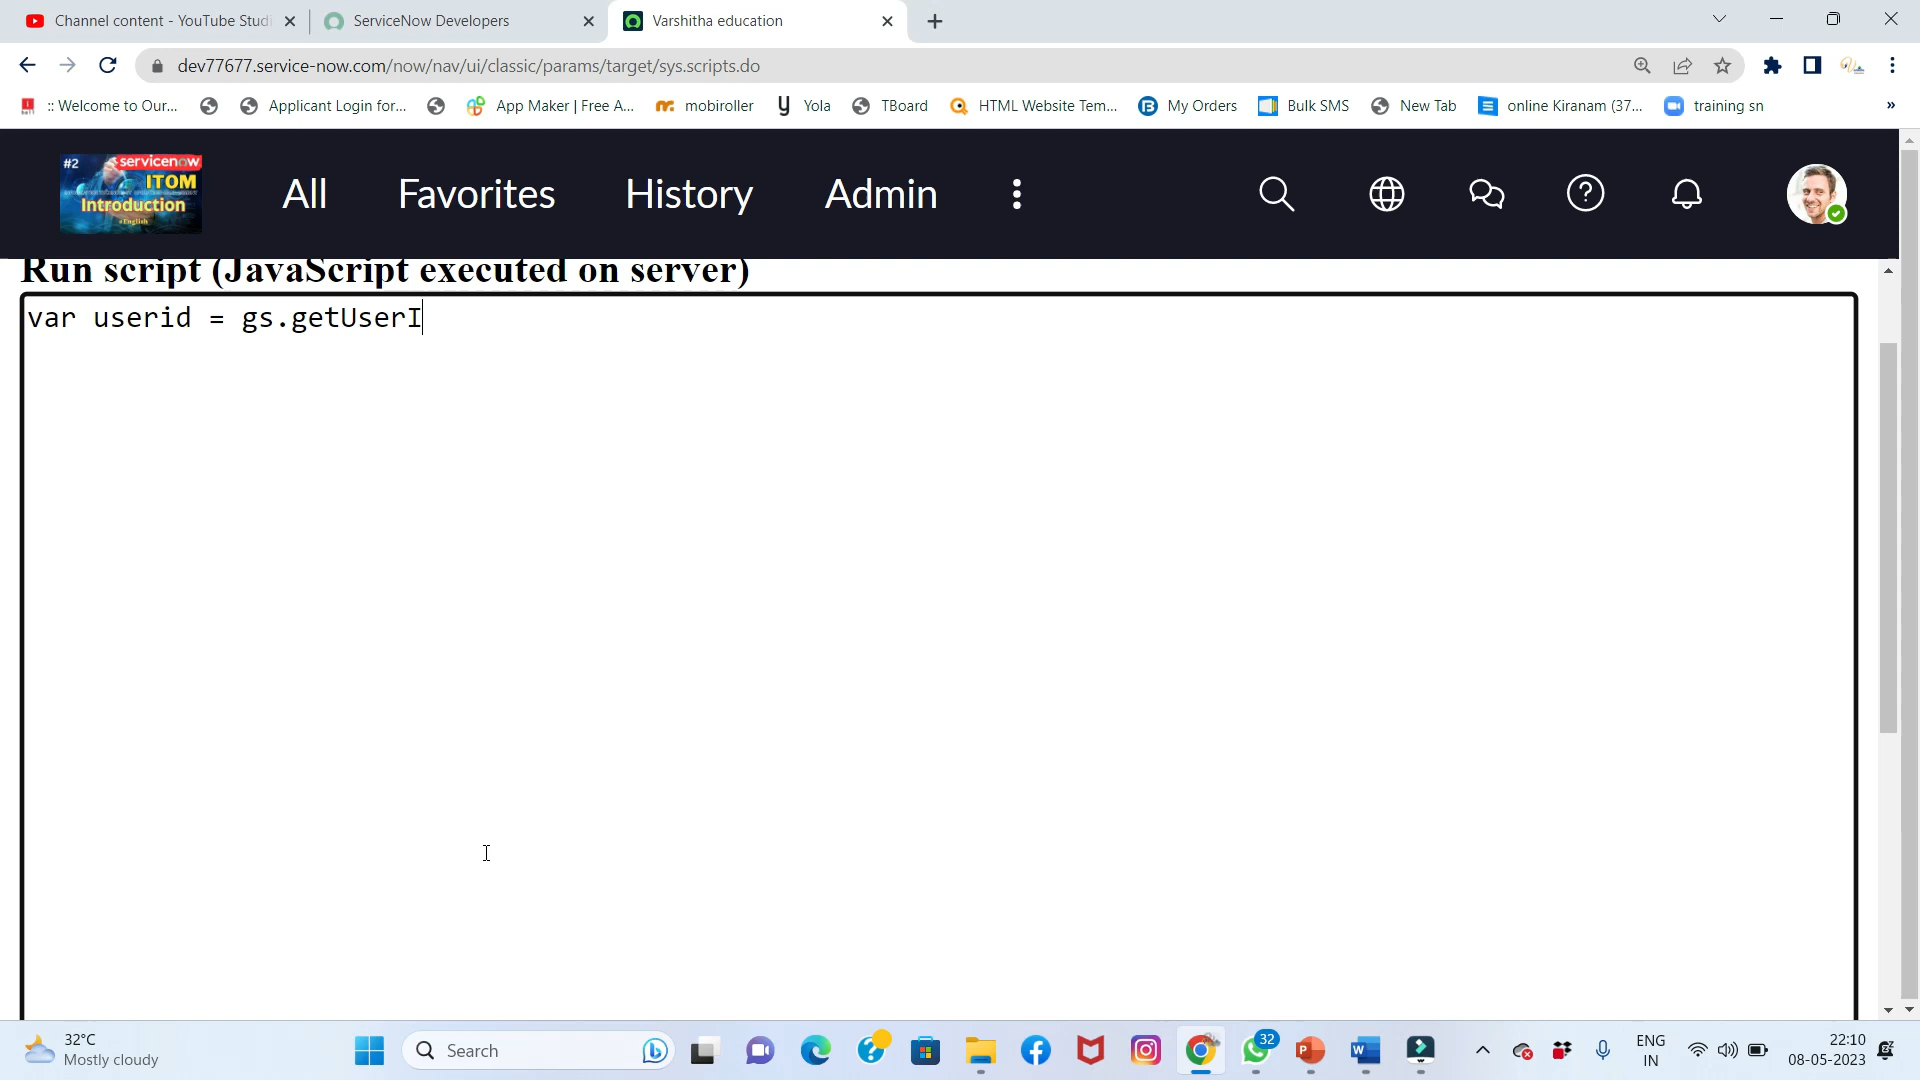 Channel content - YouTube Studi
ServiceNow Developers
Varshitha education
dev77677.service-now.com/now/nav/ui/classic/params/target/sys.scripts.do
:: Welcome to Our...
Applicant Login for...
App Maker | Free A...
mobiroller
Yola
TBoard
HTML Website Tem...
My Orders
Bulk SMS
New Tab
online Kiranam (37...
training sn
»
#2 servicenow
ITOM
Introduction
All
Favorites
History
Admin
Run script (JavaScript executed on server)
var userid = gs.getUserI
32°C
Mostly cloudy
Search
32
ENG
IN
22:10
08-05-2023